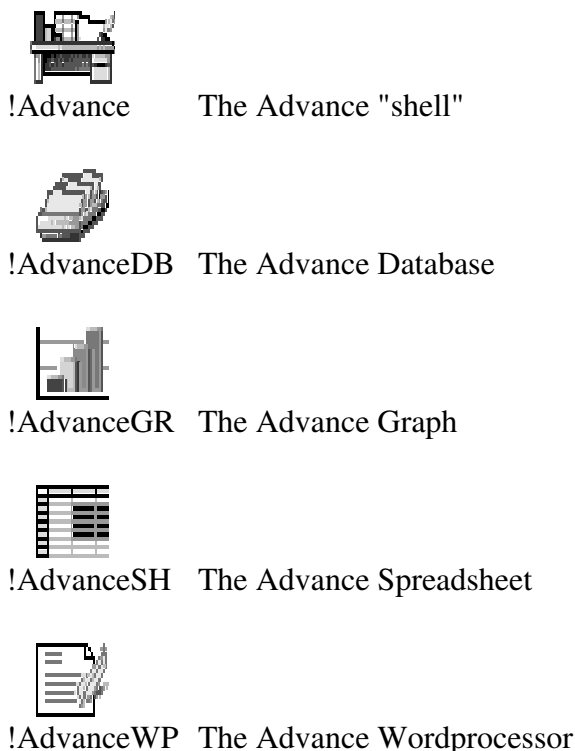 !Advance The Advance "shell"
!AdvanceDB The Advance Database
!AdvanceGR The Advance Graph
!AdvanceSH The Advance Spreadsheet
!AdvanceWP The Advance Wordprocessor